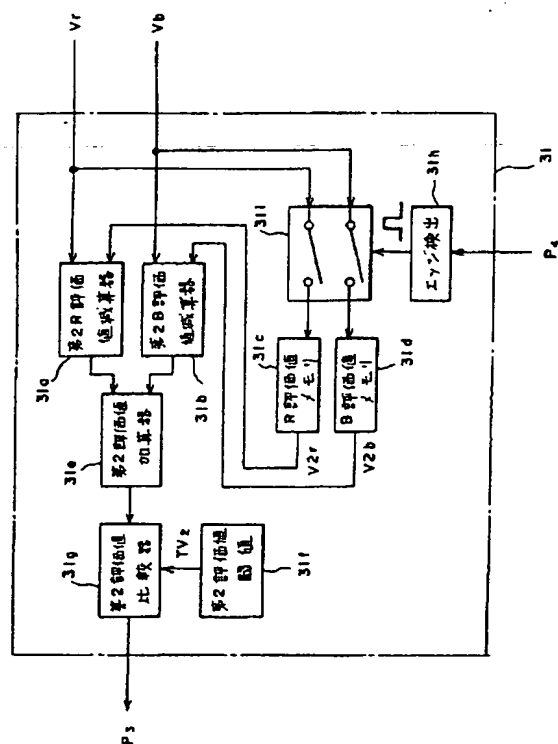 Vr
Vb
第2R評価
値減算器
31a
第2B評価
値減算器
31b
第2評価値
加算器
31e
第2評価値
比較器
31g
TV2
第2評価値
閾値
31f
P3
R評価値
メモリ
31c
V2r
B評価値
メモリ
31d
V2b
31i
エッジ検出
31h
31
P4